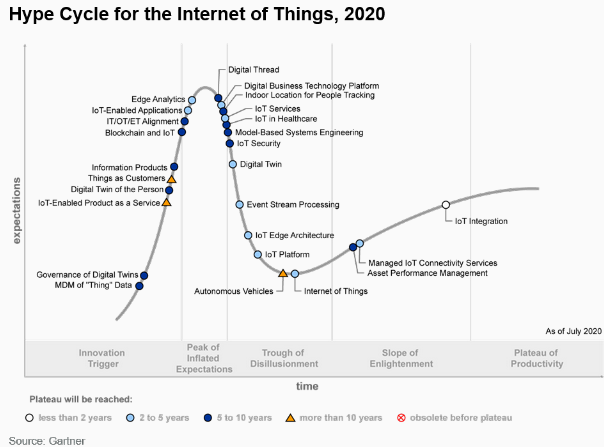 Hype Cycle for the Internet of Things, 2020
expectations
Digital Thread
Digital Business Technology Platform
Indoor Location for People Tracking
IoT Services
IoT in Healthcare
Model-Based Systems Engineering
IoT Security
Digital Twin
Event Stream Processing
IoT Edge Architecture
IoT Platform
Edge Analytics
IoT-Enabled Applications
IT/OT/ET Alignment
Blockchain and IoT
Information Products
Things as Customers
Digital Twin of the Person
IoT-Enabled Product as a Service
Governance of Digital Twins
MDM of "Thing" Data
Autonomous Vehicles
Internet of Things
Managed IoT Connectivity Services
Asset Performance Management
IoT Integration
As of July 2020
Innovation
Trigger
Peak of
Inflated
Expectations
Trough of
Disillusionment
Slope of
Enlightenment
Plateau of
Productivity
time
Plateau will be reached:
less than 2 years
2 to 5 years
5 to 10 years
more than 10 years
obsolete before plateau
Source: Gartner